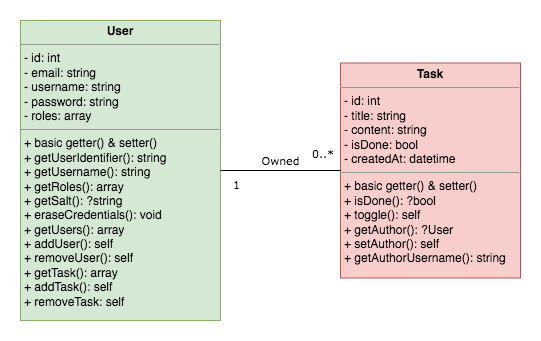 User
- id: int
- email: string
- username: string
- password: string
- roles: array
+ basic getter() & setter()
+ getUserIdentifier(): string
+ getUsername(): string
+ getRoles(): array
+ getSalt(): ?string
+ eraseCredentials(): void
+ getUsers(): array
+ addUser(): self
+ removeUser(): self
+ getTask(): array
+ addTask(): self
+ removeTask: self
Owned
0..*
1
Task
- id: int
- title: string
- content: string
- isDone: bool
- createdAt: datetime
+ basic getter() & setter()
+ isDone(): ?bool
+ toggle(): self
+ getAuthor(): ?User
+ setAuthor(): self
+ getAuthorUsername(): string